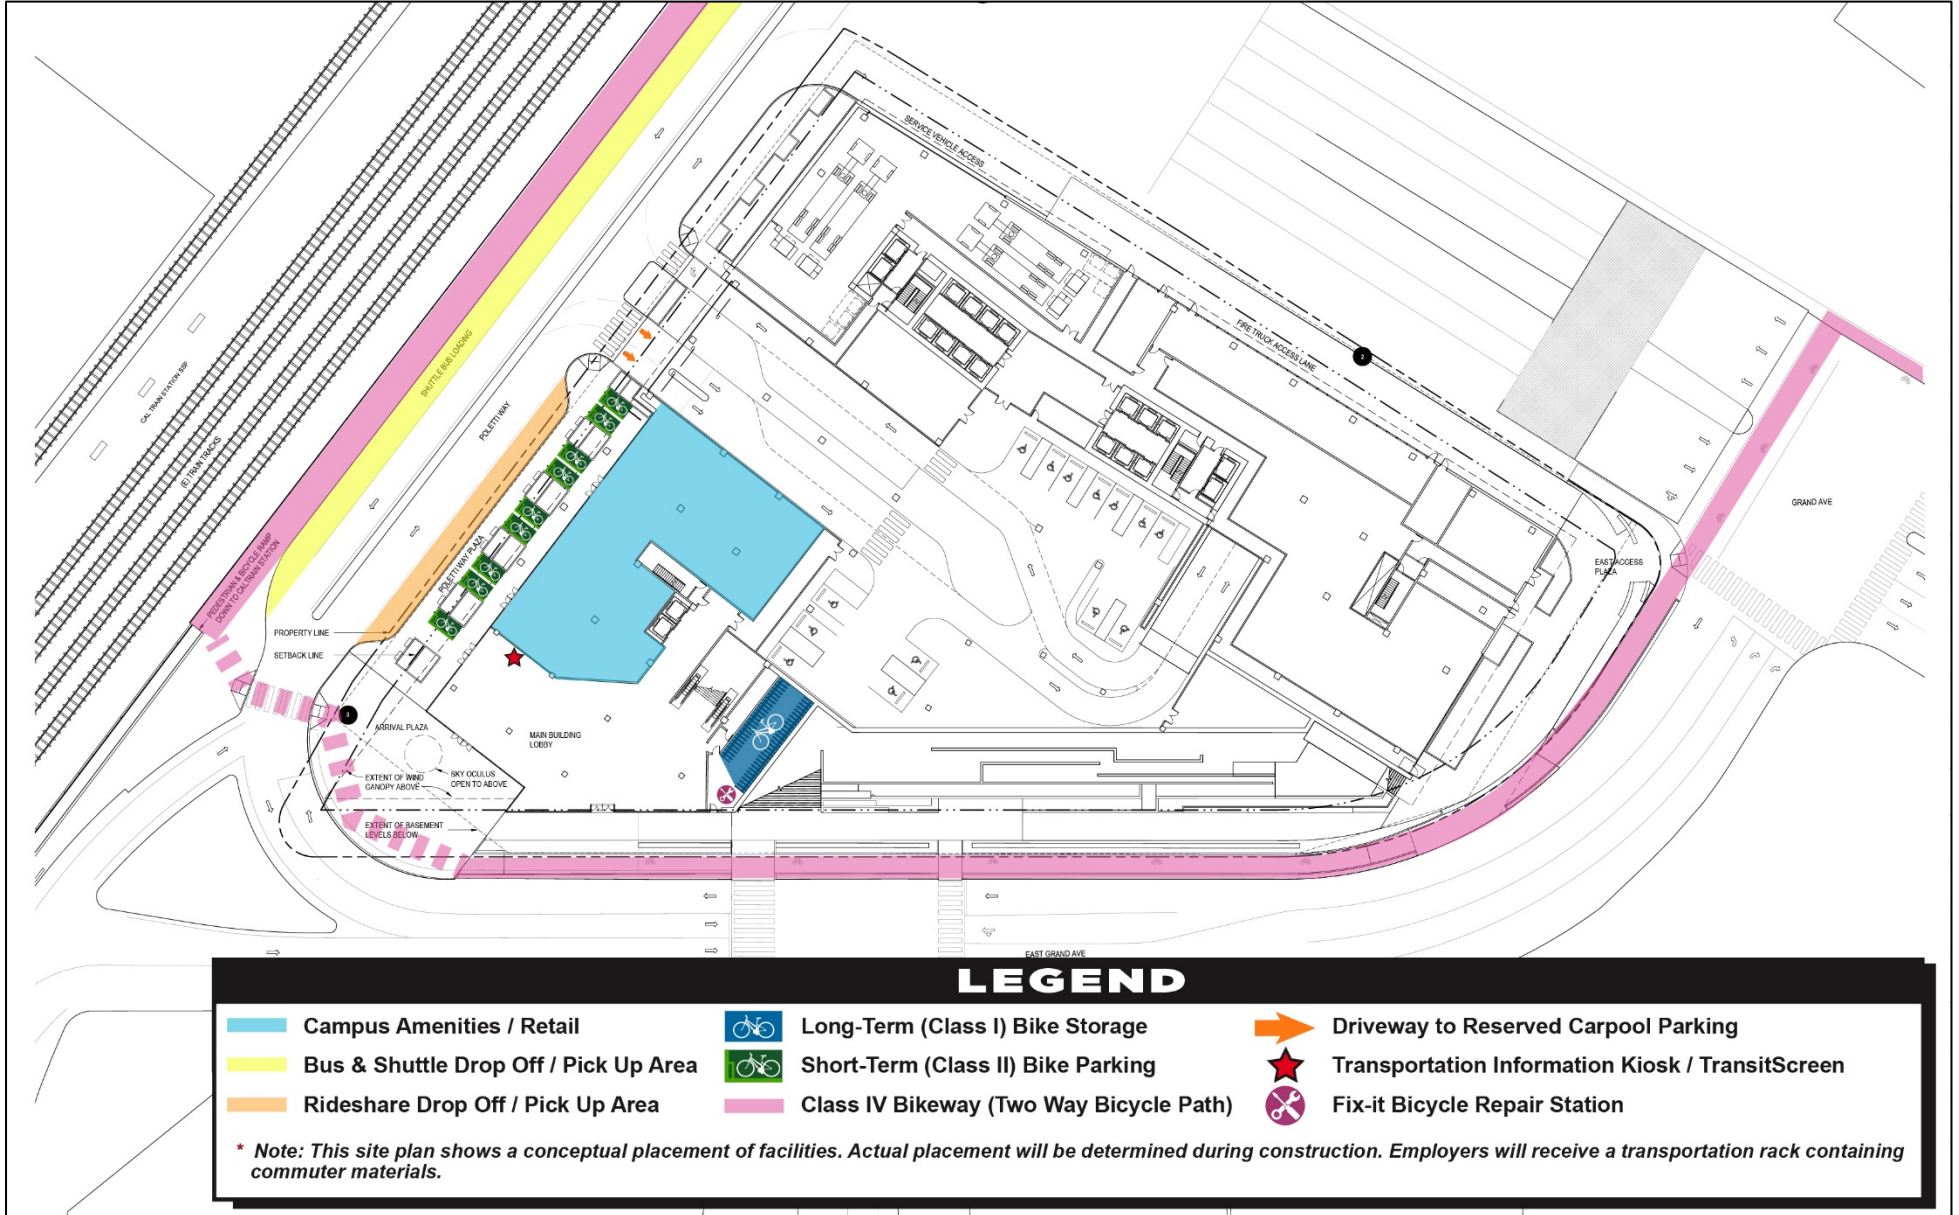 SERVICE VEHICLE ACCESS
FIRE TRUCK ACCESS LANE
2
CAL TRAIN STATION SSF
(E) TRAIN TRACKS
SHUTTLE BUS LOADING
POLETTI WAY
POLETTI WAY PLAZA
PEDESTRIAN & BICYCLE RAMP
DOWN TO CALTRAIN STATION
PROPERTY LINE
SETBACK LINE
GRAND AVE
EAST ACCESS
PLAZA
3
ARRIVAL PLAZA
MAIN BUILDING
LOBBY
EXTENT OF WIND
CANOPY ABOVE
SKY OCULUS
OPEN TO ABOVE
EXTENT OF BASEMENT
LEVELS BELOW
EAST GRAND AVE
LEGEND
Campus Amenities / Retail
Bus & Shuttle Drop Off / Pick Up Area
Rideshare Drop Off / Pick Up Area
Long-Term (Class I) Bike Storage
Short-Term (Class II) Bike Parking
Class IV Bikeway (Two Way Bicycle Path)
Driveway to Reserved Carpool Parking
Transportation Information Kiosk / TransitScreen
Fix-it Bicycle Repair Station
* Note: This site plan shows a conceptual placement of facilities. Actual placement will be determined during construction. Employers will receive a transportation rack containing
commuter materials.